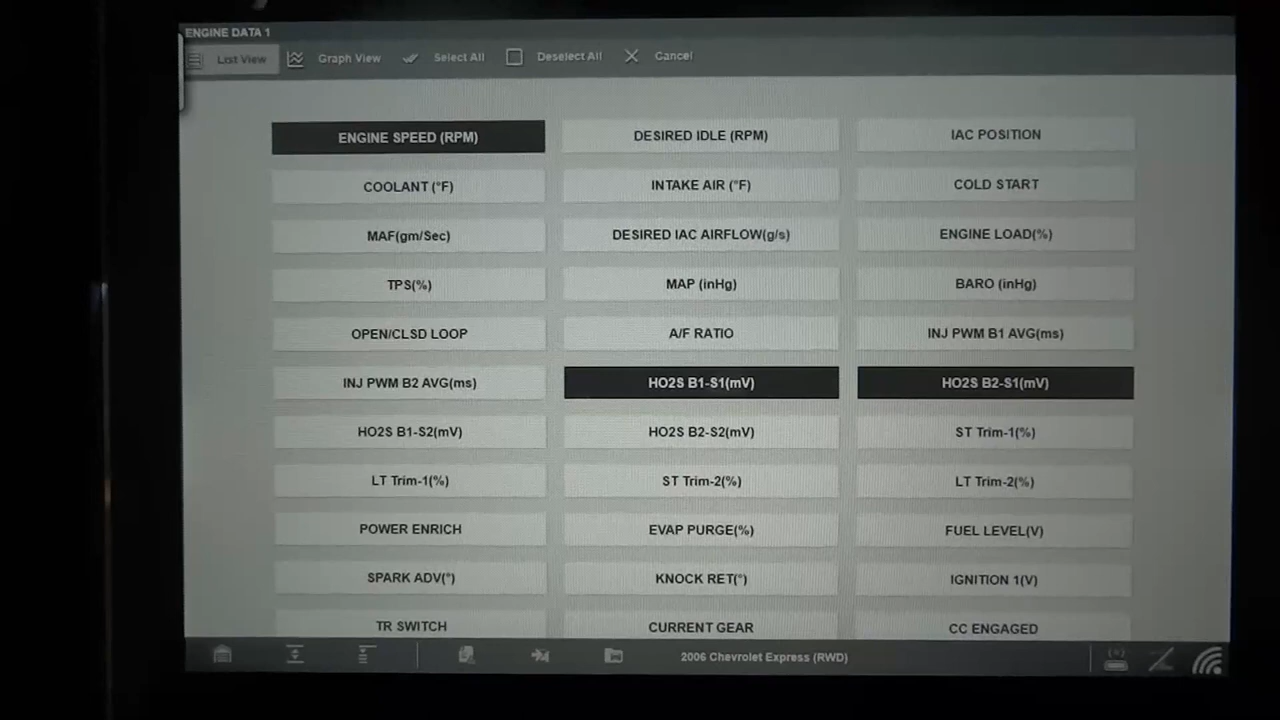 ENGINE DATA 1
List View Graph View Select All Deselect All Cancel
ENGINE SPEED (RPM) DESIRED IDLE (RPM) IAC POSITION
COOLANT (°F) INTAKE AIR (°F) COLD START
MAF(gm/Sec) DESIRED IAC AIRFLOW(g/s) ENGINE LOAD(%)
TPS(%) MAP (inHg) BARO (inHg)
OPEN/CLSD LOOP A/F RATIO INJ PWM B1 AVG(ms)
INJ PWM B2 AVG(ms) HO2S B1-S1(mV) HO2S B2-S1(mV)
HO2S B1-S2(mV) HO2S B2-S2(mV) ST Trim-1(%)
LT Trim-1(%) ST Trim-2(%) LT Trim-2(%)
POWER ENRICH EVAP PURGE(%) FUEL LEVEL(V)
SPARK ADV(°) KNOCK RET(°) IGNITION 1(V)
TR SWITCH CURRENT GEAR CC ENGAGED
2006 Chevrolet Express (RWD)